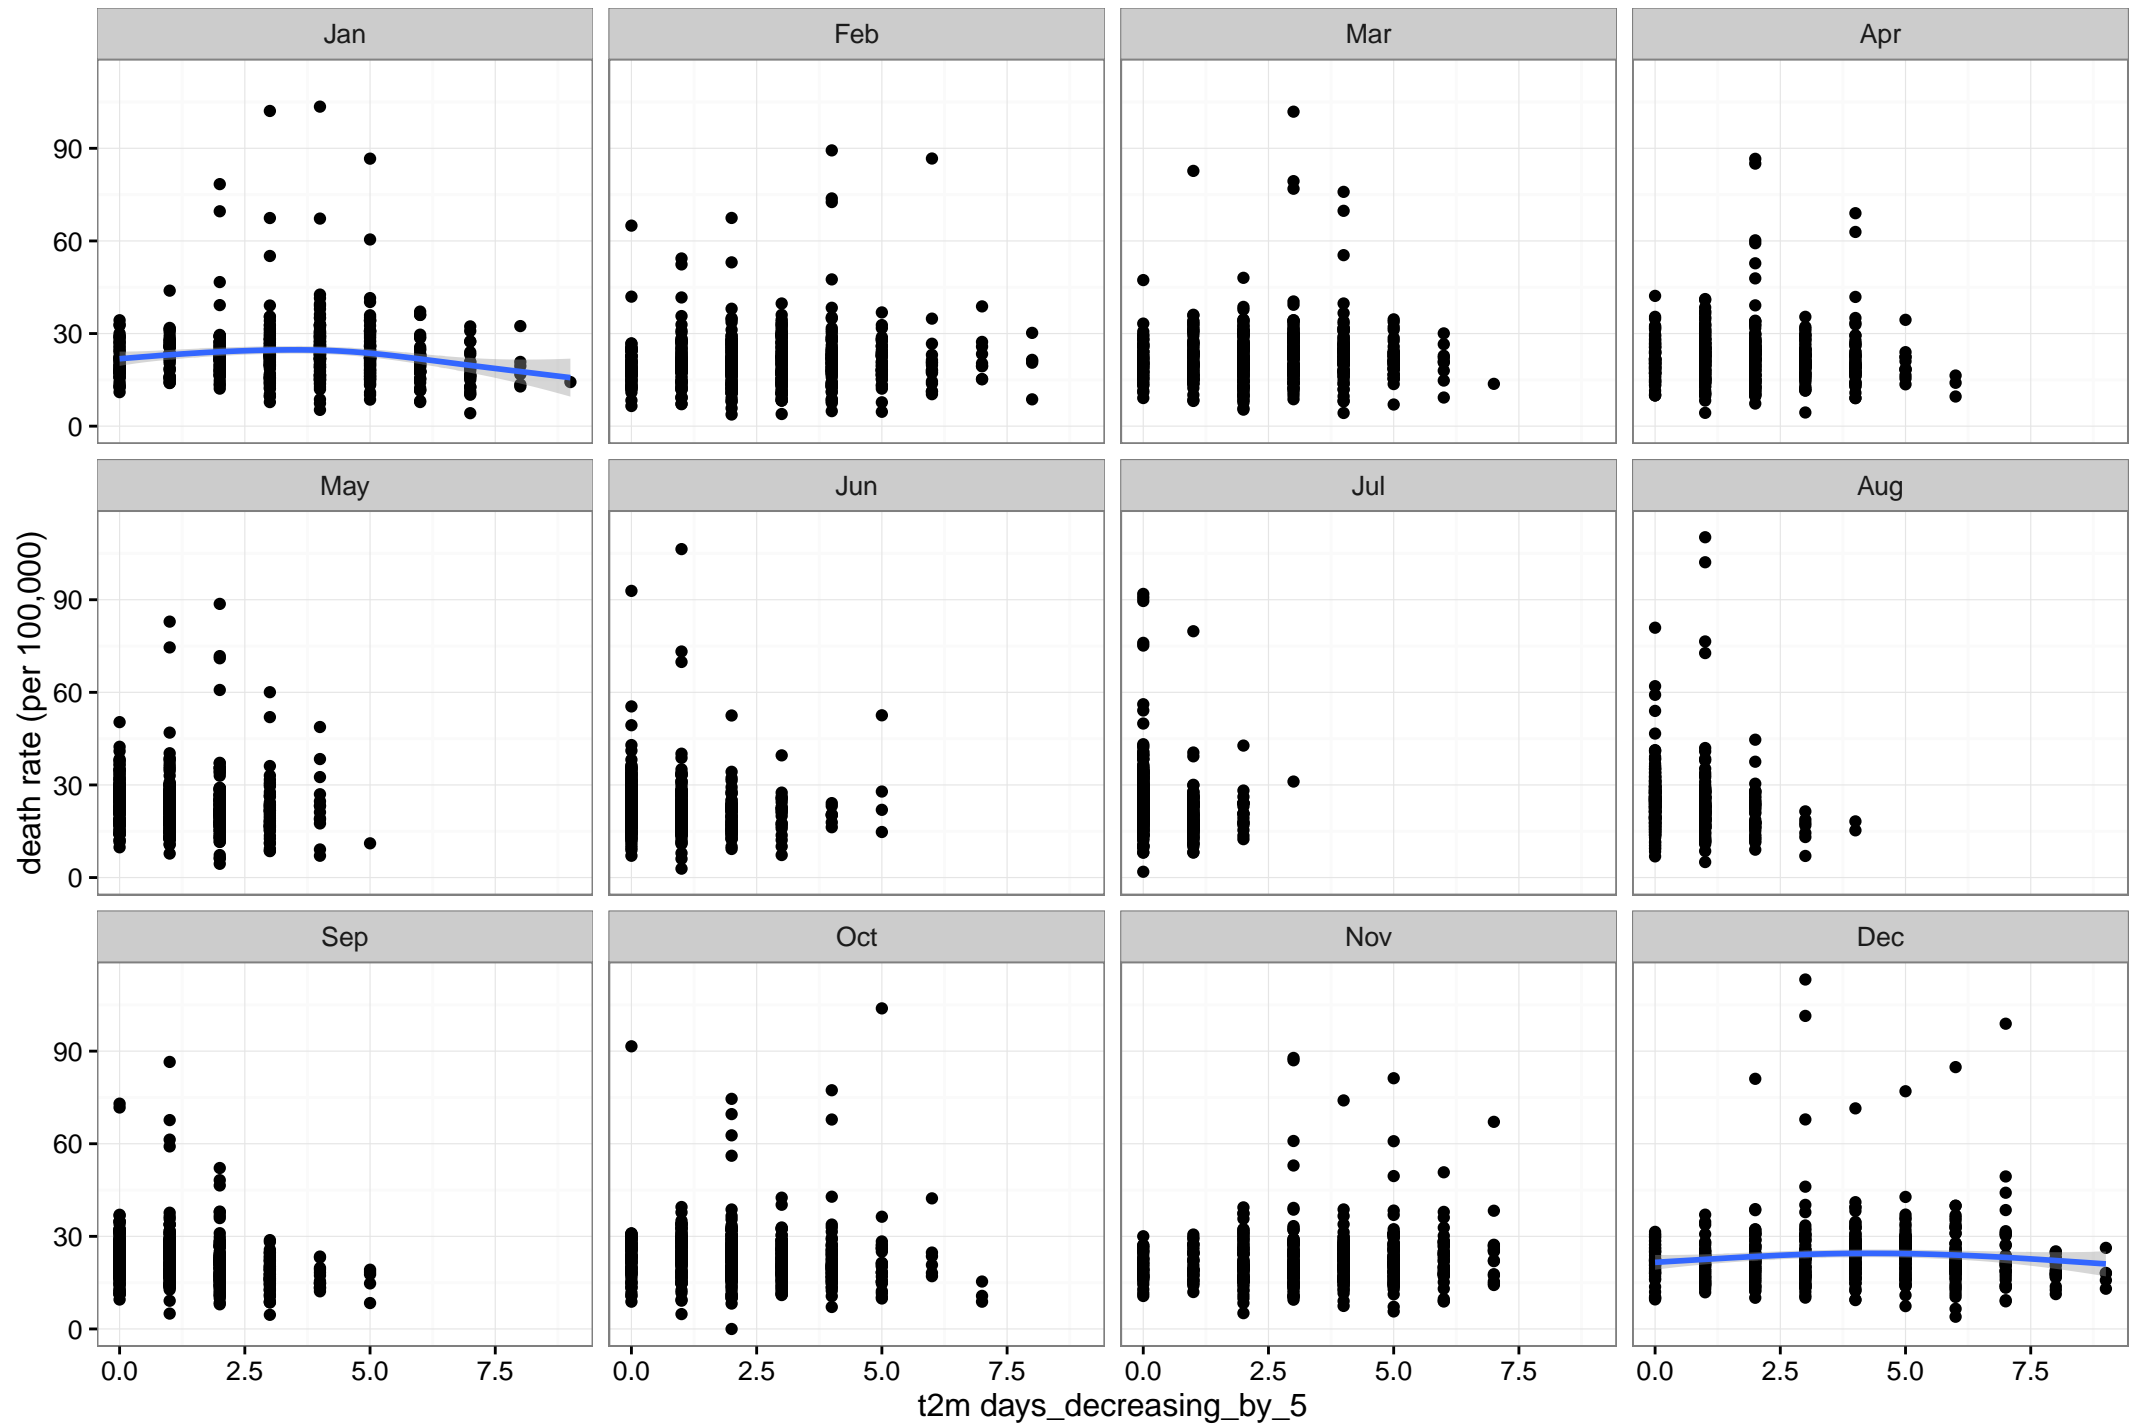 Jan Feb Mar Apr
90
60
30
0
May Jun Jul Aug
90
60
30
0
death rate (per 100,000)
Sep Oct Nov Dec
90
60
30
0
0.0 2.5 5.0 7.5 0.0 2.5 5.0 7.5 0.0 2.5 5.0 7.5 0.0 2.5 5.0 7.5
t2m days_decreasing_by_5